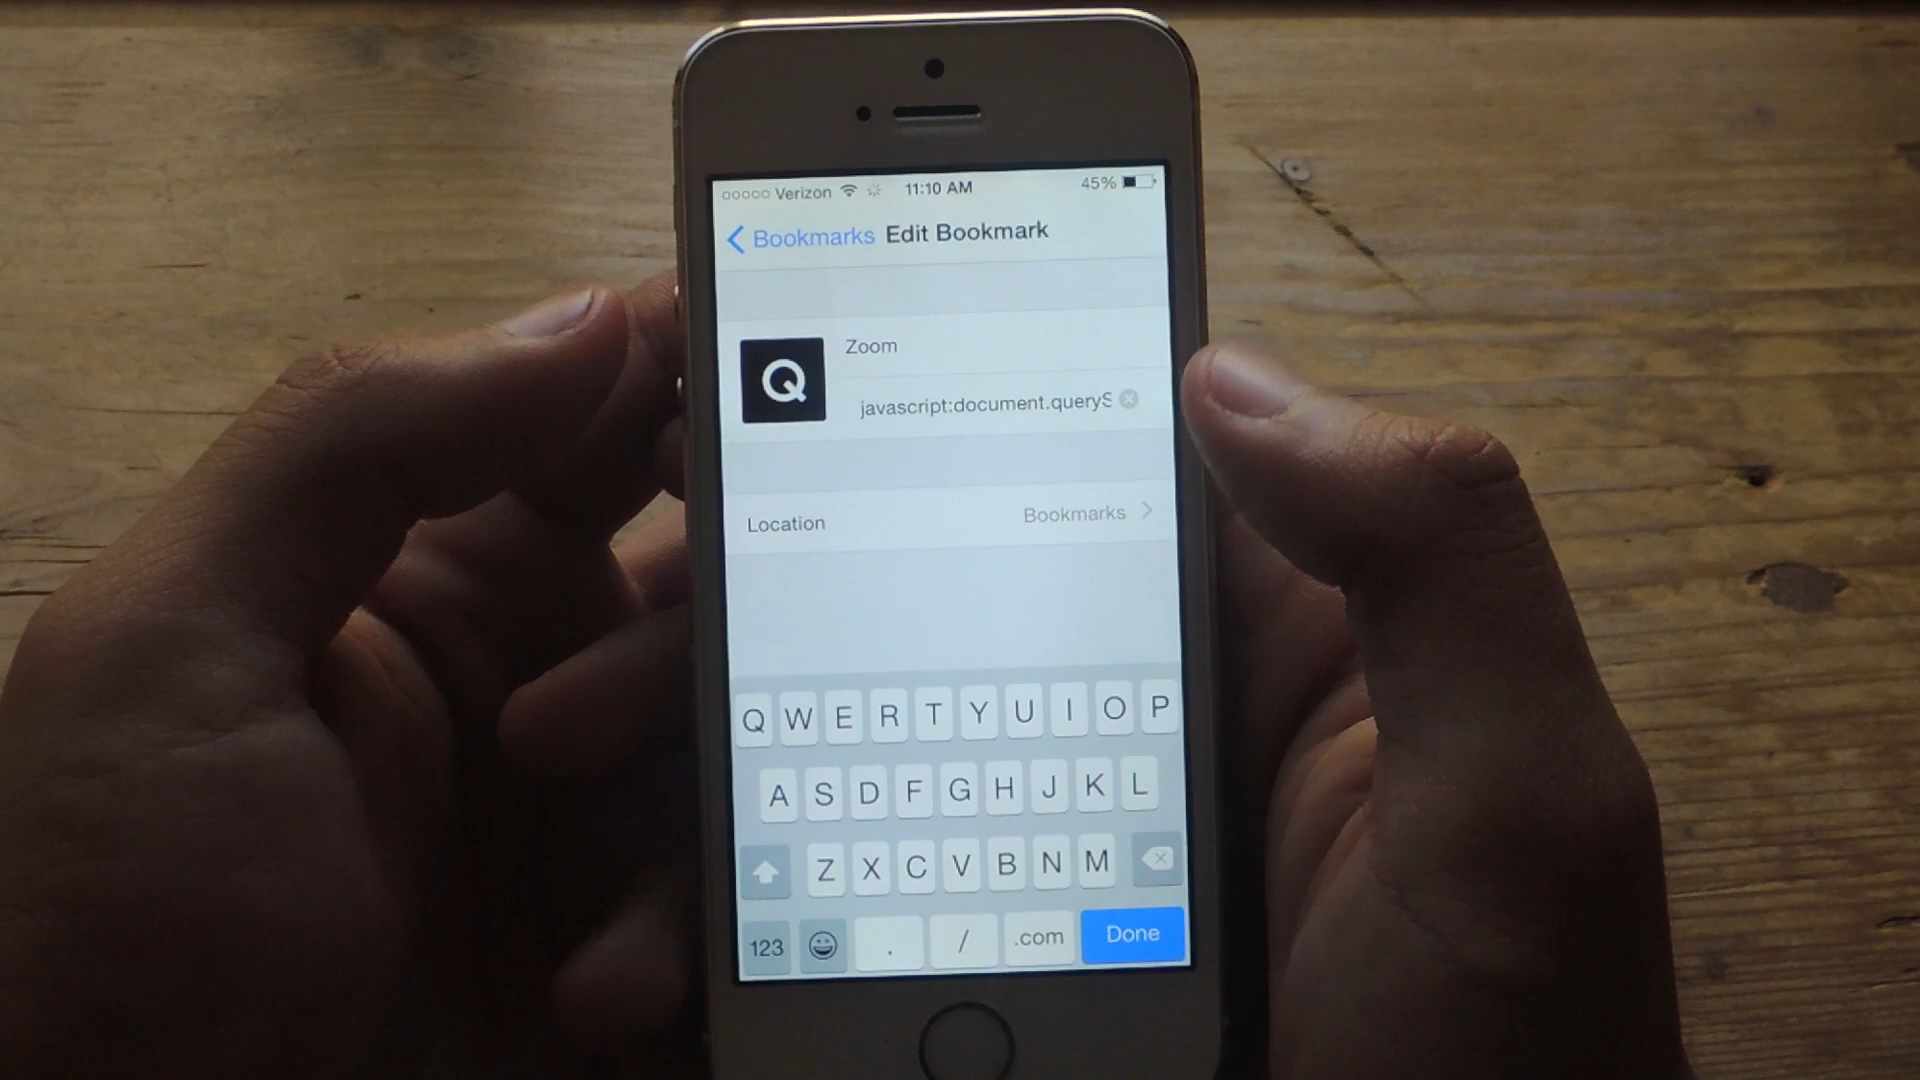 ooooo Verizon 11:10 AM 45%
Bookmarks Edit Bookmark
Q
Zoom
javascript:document.queryS
Location Bookmarks
Q W E R T Y U I O P
A S D F G H J K L
Z X C V B N M
123 . / .com Done